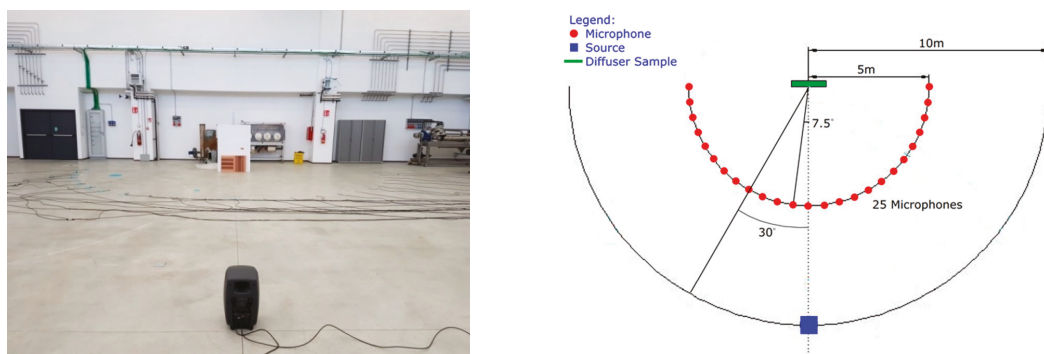 Legend:
Microphone
Source
Diffuser Sample
10m
5m
7.5°
25 Microphones
30°